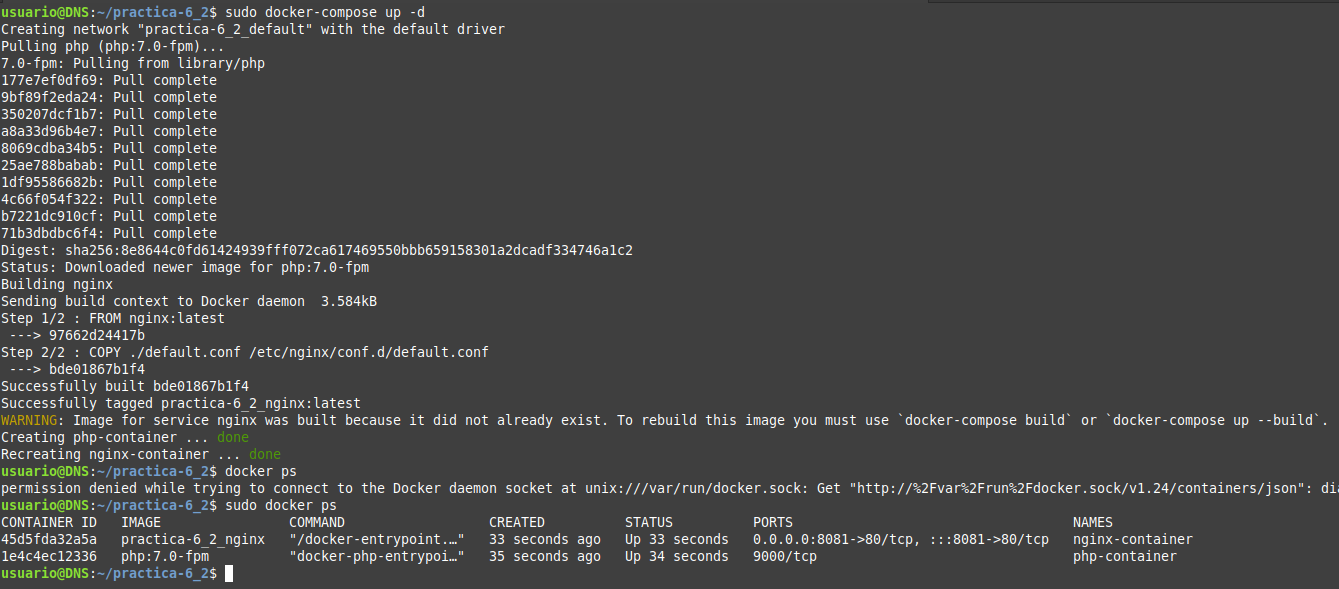 usuario@DNS:~/practica-6_2$ sudo docker-compose up -d
Creating network "practica-6_2_default" with the default driver
Pulling php (php:7.0-fpm)...
7.0-fpm: Pulling from library/php
177e7ef0df69: Pull complete
9bf89f2eda24: Pull complete
350207dcf1b7: Pull complete
a8a33d96b4e7: Pull complete
8069cdba34b5: Pull complete
25ae788babab: Pull complete
1df95586682b: Pull complete
4c66f054f322: Pull complete
b7221dc910cf: Pull complete
71b3dbdbc6f4: Pull complete
Digest: sha256:8e8644c0fd61424939fff072ca617469550bbb659158301a2dcadf334746a1c2
Status: Downloaded newer image for php:7.0-fpm
Building nginx
Sending build context to Docker daemon  3.584kB
Step 1/2 : FROM nginx:latest
 ---> 97662d24417b
Step 2/2 : COPY ./default.conf /etc/nginx/conf.d/default.conf
 ---> bde01867b1f4
Successfully built bde01867b1f4
Successfully tagged practica-6_2_nginx:latest
WARNING: Image for service nginx was built because it did not already exist. To rebuild this image you must use `docker-compose build` or `docker-compose up --build`.
Creating php-container ... done
Recreating nginx-container ... done
usuario@DNS:~/practica-6_2$ docker ps
permission denied while trying to connect to the Docker daemon socket at unix:///var/run/docker.sock: Get "http://%2Fvar%2Frun%2Fdocker.sock/v1.24/containers/json": dia
usuario@DNS:~/practica-6_2$ sudo docker ps
CONTAINER ID   IMAGE                COMMAND                  CREATED          STATUS          PORTS                                   NAMES
45d5fda32a5a   practica-6_2_nginx   "/docker-entrypoint.…"   33 seconds ago   Up 33 seconds   0.0.0.0:8081->80/tcp, :::8081->80/tcp   nginx-container
1e4c4ec12336   php:7.0-fpm          "docker-php-entrypoi…"   35 seconds ago   Up 34 seconds   9000/tcp                                php-container
usuario@DNS:~/practica-6_2$